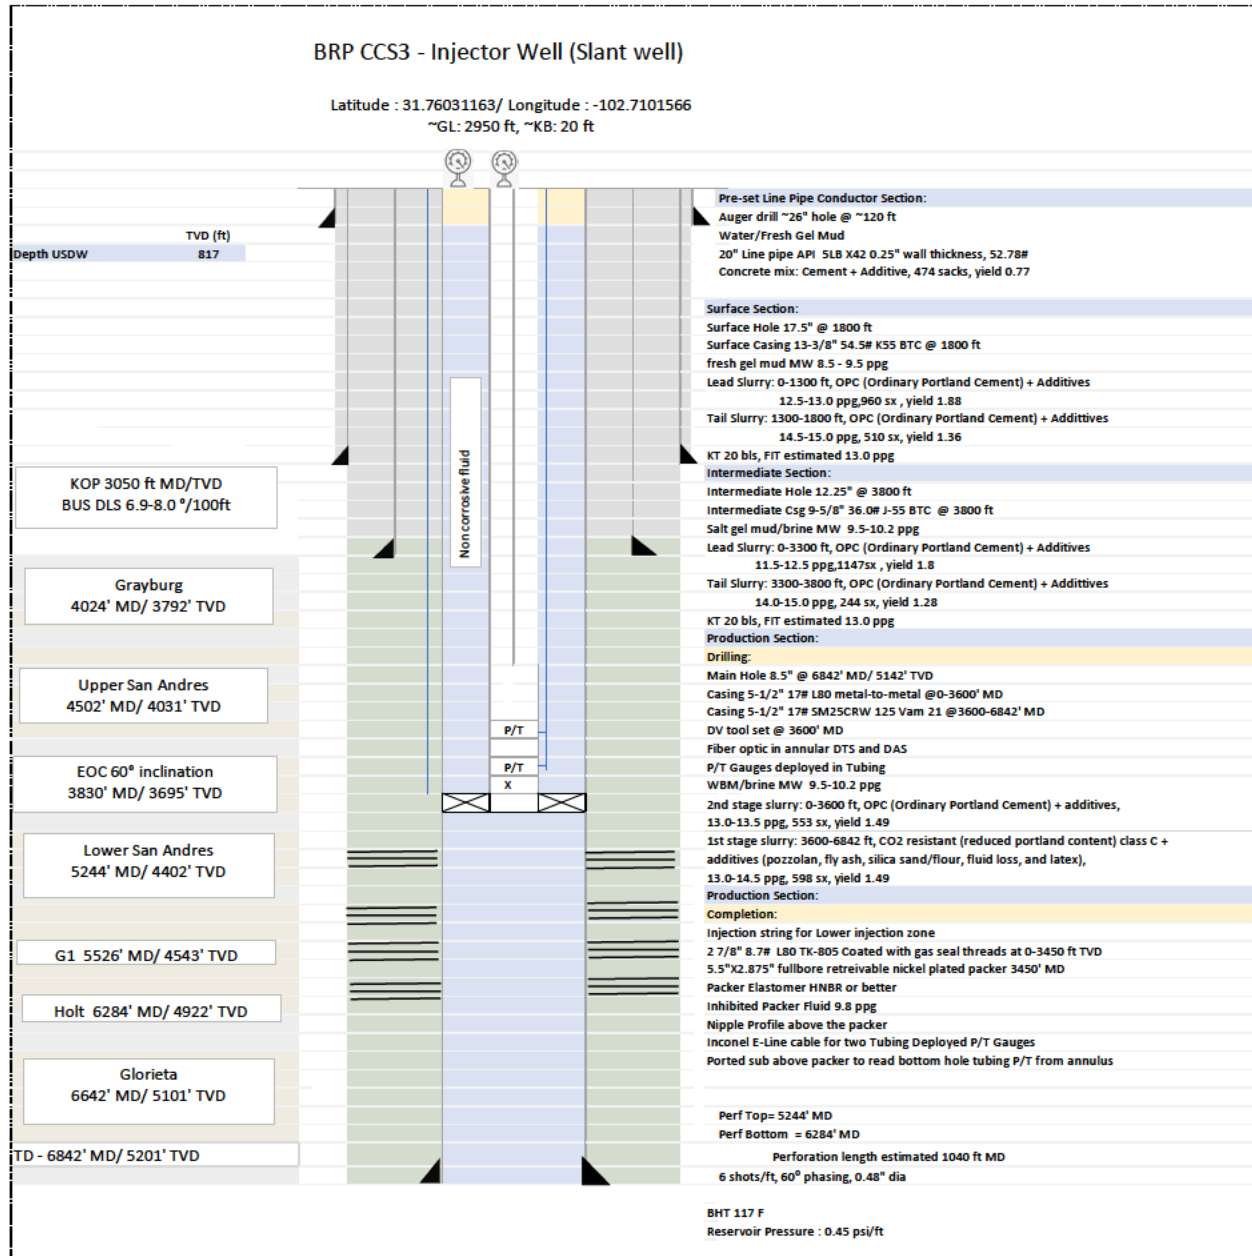 BRP CCS3 - Injector Well (Slant well)
Latitude : 31.76031163/ Longitude : -102.7101566
~GL: 2950 ft, ~KB: 20 ft
TVD (ft)
Depth USDW 817
KOP 3050 ft MD/TVD
BUS DLS 6.9-8.0 °/100ft
Grayburg
4024' MD/ 3792' TVD
Upper San Andres
4502' MD/ 4031' TVD
EOC 60° inclination
3830' MD/ 3695' TVD
Lower San Andres
5244' MD/ 4402' TVD
G1 5526' MD/ 4543' TVD
Holt 6284' MD/ 4922' TVD
Glorieta
6642' MD/ 5101' TVD
TD - 6842' MD/ 5201' TVD
Non corrosive fluid
P/T
P/T
X
Pre-set Line Pipe Conductor Section:
Auger drill ~26" hole @ ~120 ft
Water/Fresh Gel Mud
20" Line pipe API 5LB X42 0.25" wall thickness, 52.78#
Concrete mix: Cement + Additive, 474 sacks, yield 0.77
Surface Section:
Surface Hole 17.5" @ 1800 ft
Surface Casing 13-3/8" 54.5# K55 BTC @ 1800 ft
fresh gel mud MW 8.5 - 9.5 ppg
Lead Slurry: 0-1300 ft, OPC (Ordinary Portland Cement) + Additives
12.5-13.0 ppg,960 sx , yield 1.88
Tail Slurry: 1300-1800 ft, OPC (Ordinary Portland Cement) + Addittives
14.5-15.0 ppg, 510 sx, yield 1.36
KT 20 bls, FIT estimated 13.0 ppg
Intermediate Section:
Intermediate Hole 12.25" @ 3800 ft
Intermediate Csg 9-5/8" 36.0# J-55 BTC @ 3800 ft
Salt gel mud/brine MW 9.5-10.2 ppg
Lead Slurry: 0-3300 ft, OPC (Ordinary Portland Cement) + Additives
11.5-12.5 ppg,1147sx , yield 1.8
Tail Slurry: 3300-3800 ft, OPC (Ordinary Portland Cement) + Addittives
14.0-15.0 ppg, 244 sx, yield 1.28
KT 20 bls, FIT estimated 13.0 ppg
Production Section:
Drilling:
Main Hole 8.5" @ 6842' MD/ 5142' TVD
Casing 5-1/2" 17# L80 metal-to-metal @0-3600' MD
Casing 5-1/2" 17# SM25CRW 125 Vam 21 @3600-6842' MD
DV tool set @ 3600' MD
Fiber optic in annular DTS and DAS
P/T Gauges deployed in Tubing
WBM/brine MW 9.5-10.2 ppg
2nd stage slurry: 0-3600 ft, OPC (Ordinary Portland Cement) + additives,
13.0-13.5 ppg, 553 sx, yield 1.49
1st stage slurry: 3600-6842 ft, CO2 resistant (reduced portland content) class C +
additives (pozzolan, fly ash, silica sand/flour, fluid loss, and latex),
13.0-14.5 ppg, 598 sx, yield 1.49
Production Section:
Completion:
Injection string for Lower injection zone
2 7/8" 8.7# L80 TK-805 Coated with gas seal threads at 0-3450 ft TVD
5.5"X2.875" fullbore retreivable nickel plated packer 3450' MD
Packer Elastomer HNBR or better
Inhibited Packer Fluid 9.8 ppg
Nipple Profile above the packer
Inconel E-Line cable for two Tubing Deployed P/T Gauges
Ported sub above packer to read bottom hole tubing P/T from annulus
Perf Top= 5244' MD
Perf Bottom = 6284' MD
Perforation length estimated 1040 ft MD
6 shots/ft, 60° phasing, 0.48" dia
BHT 117 F
Reservoir Pressure : 0.45 psi/ft